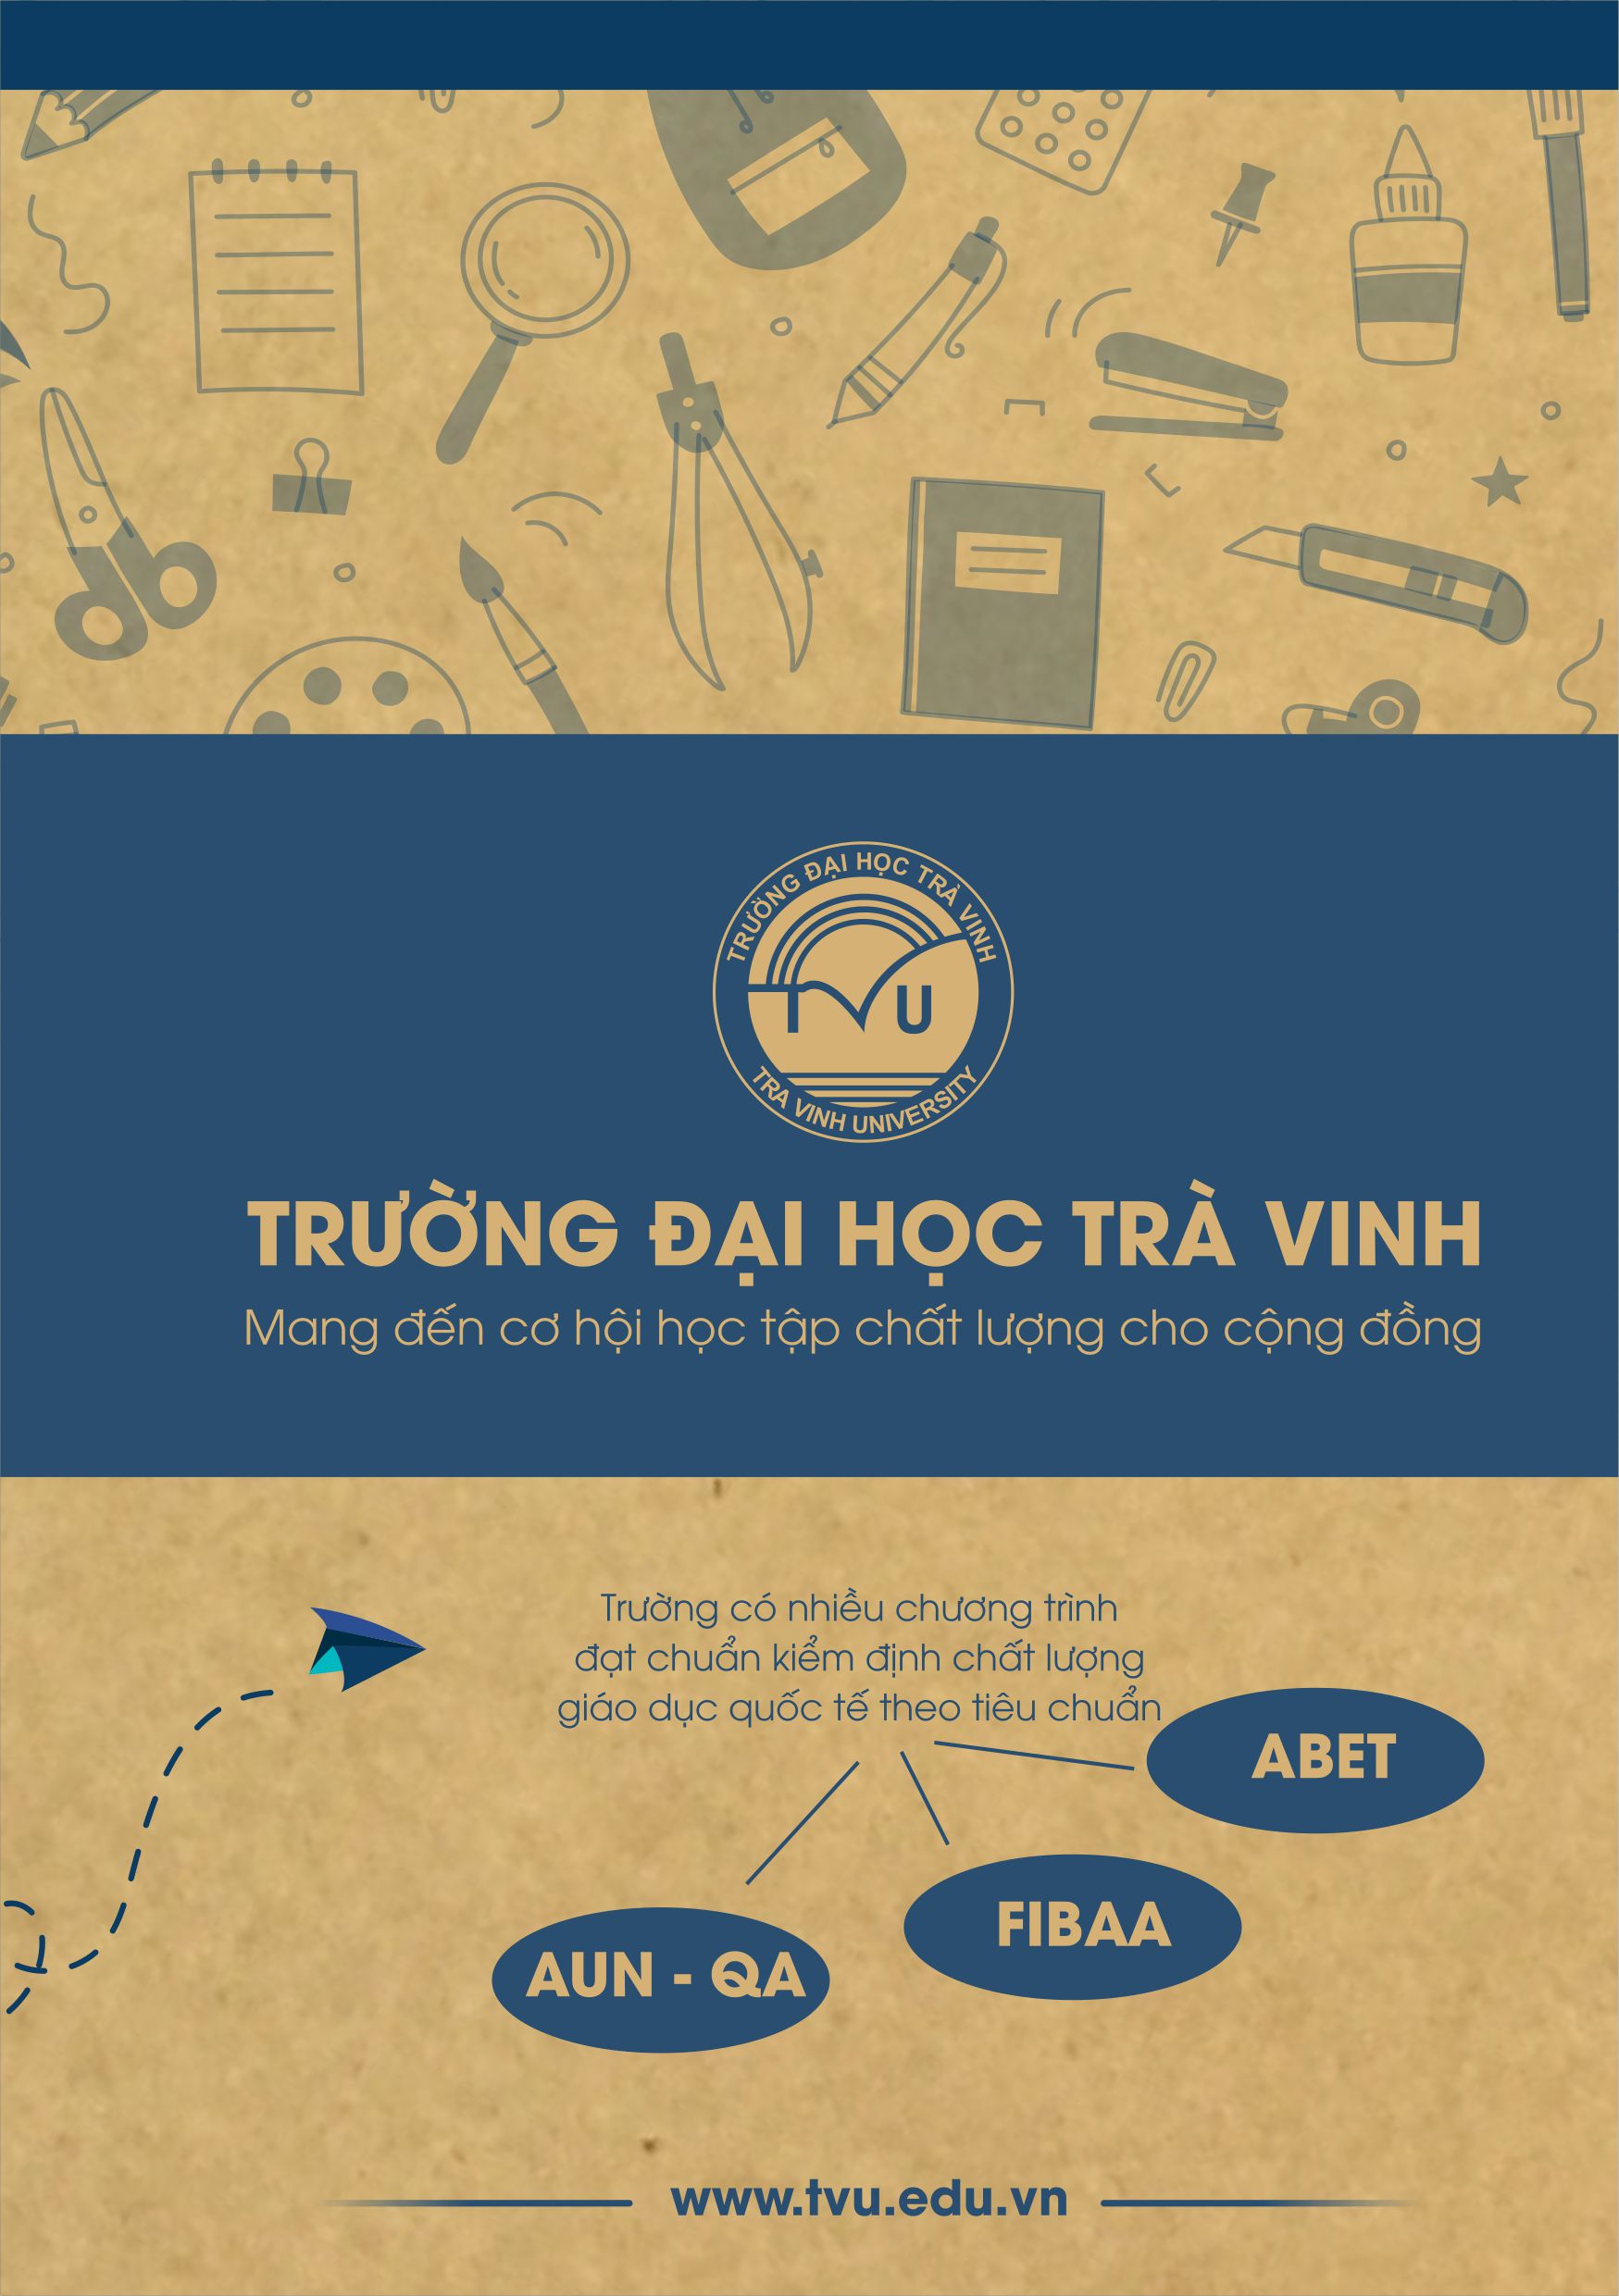 TRƯỜNG ĐẠI HỌC TRÀ VINH
T V U
TRA VINH UNIVERSITY
TRƯỜNG ĐẠI HỌC TRÀ VINH
Mang đến cơ hội học tập chất lượng cho cộng đồng
Trường có nhiều chương trình
đạt chuẩn kiểm định chất lượng
giáo dục quốc tế theo tiêu chuẩn
ABET
FIBAA
AUN - QA
www.tvu.edu.vn